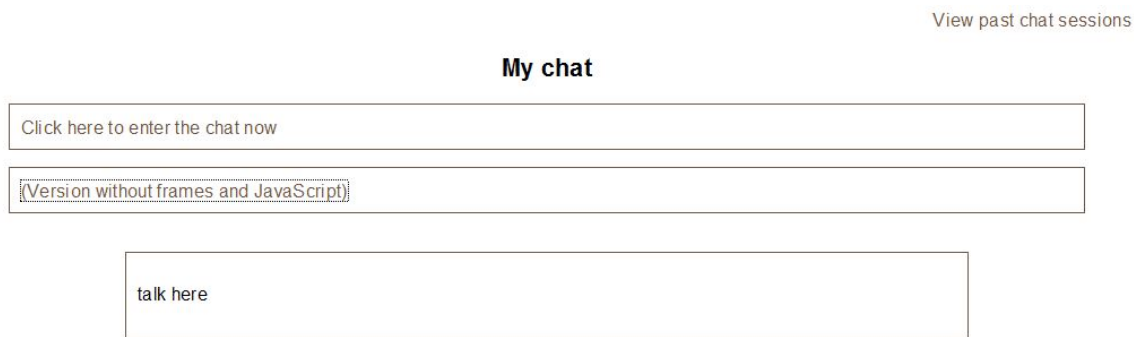 View past chat sessions
My chat
Click here to enter the chat now
(Version without frames and JavaScript)
talk here